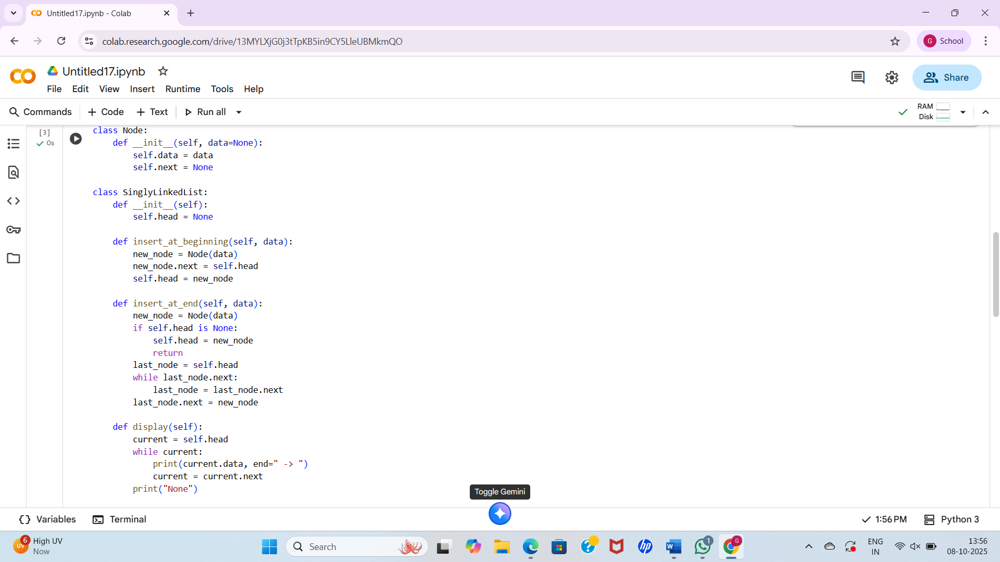 Untitled17.ipynb - Colab
colab.research.google.com/drive/13MYLXjG0j3tTpKB5in9CY5LleUBMkmQO
G School
Untitled17.ipynb
File Edit View Insert Runtime Tools Help
Share
Commands + Code + Text Run all
RAM
Disk
[3]
0s
class Node:
    def __init__(self, data=None):
        self.data = data
        self.next = None

class SinglyLinkedList:
    def __init__(self):
        self.head = None

    def insert_at_beginning(self, data):
        new_node = Node(data)
        new_node.next = self.head
        self.head = new_node

    def insert_at_end(self, data):
        new_node = Node(data)
        if self.head is None:
            self.head = new_node
            return
        last_node = self.head
        while last_node.next:
            last_node = last_node.next
        last_node.next = new_node

    def display(self):
        current = self.head
        while current:
            print(current.data, end=" -> ")
            current = current.next
        print("None")
Toggle Gemini
{} Variables Terminal
1:56 PM Python 3
6
UV
High UV
Now
Search
hp
W
1
G
ENG
IN
13:56
08-10-2025